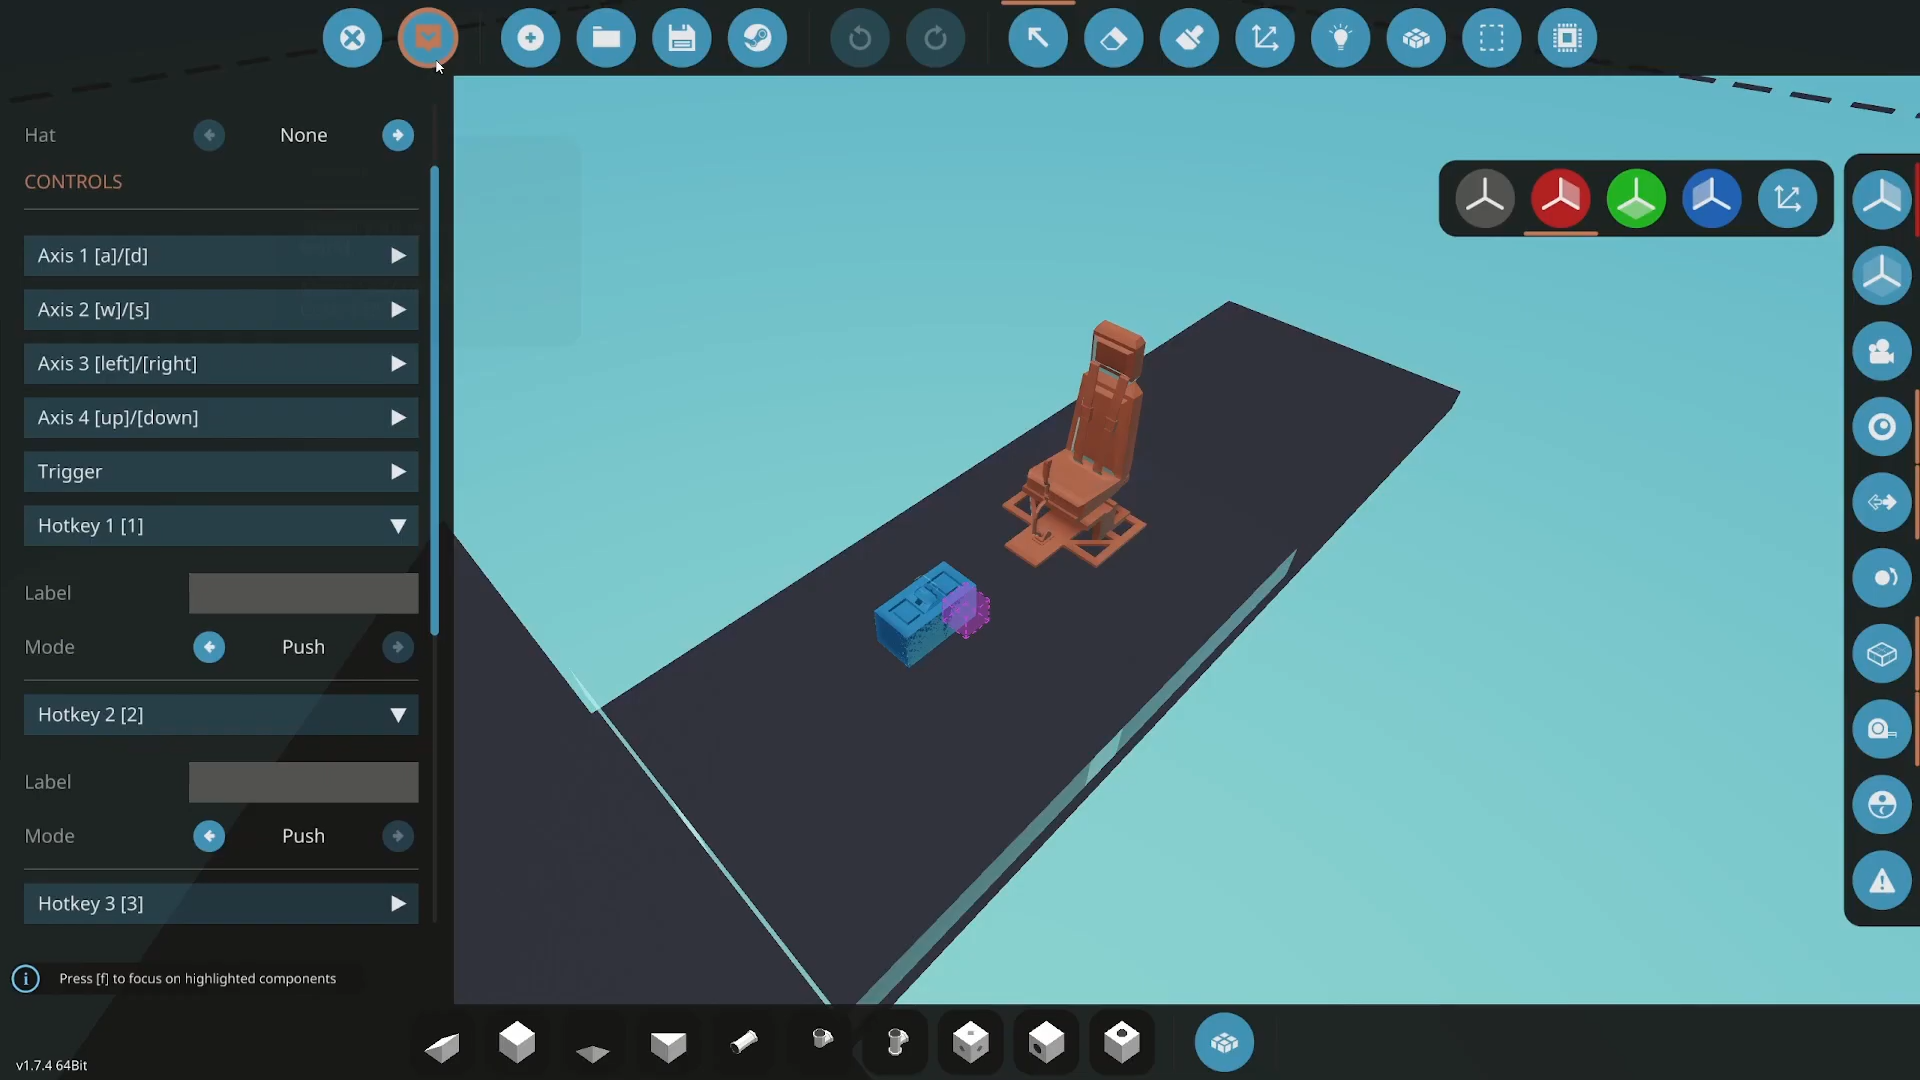 Hat
None
CONTROLS
Axis 1 [a]/[d]
Axis 2 [w]/[s]
Axis 3 [left]/[right]
Axis 4 [up]/[down]
Trigger
Hotkey 1 [1]
Label
Mode
Push
Hotkey 2 [2]
Label
Mode
Push
Hotkey 3 [3]
Press [f] to focus on highlighted components
v1.7.4 64Bit